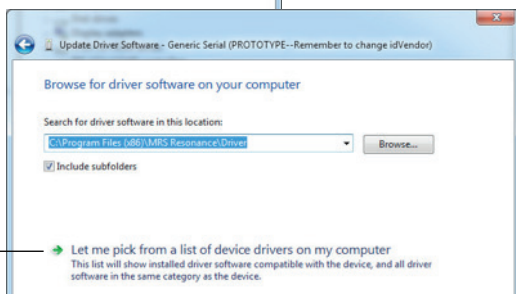 Update Driver Software - Generic Serial (PROTOTYPE--Remember to change idVendor)
Browse for driver software on your computer
Search for driver software in this location:
C:\Program Files (x86)\MRS Resonance\Driver
Browse...
Include subfolders
Let me pick from a list of device drivers on my computer
This list will show installed driver software compatible with the device, and all driver
software in the same category as the device.